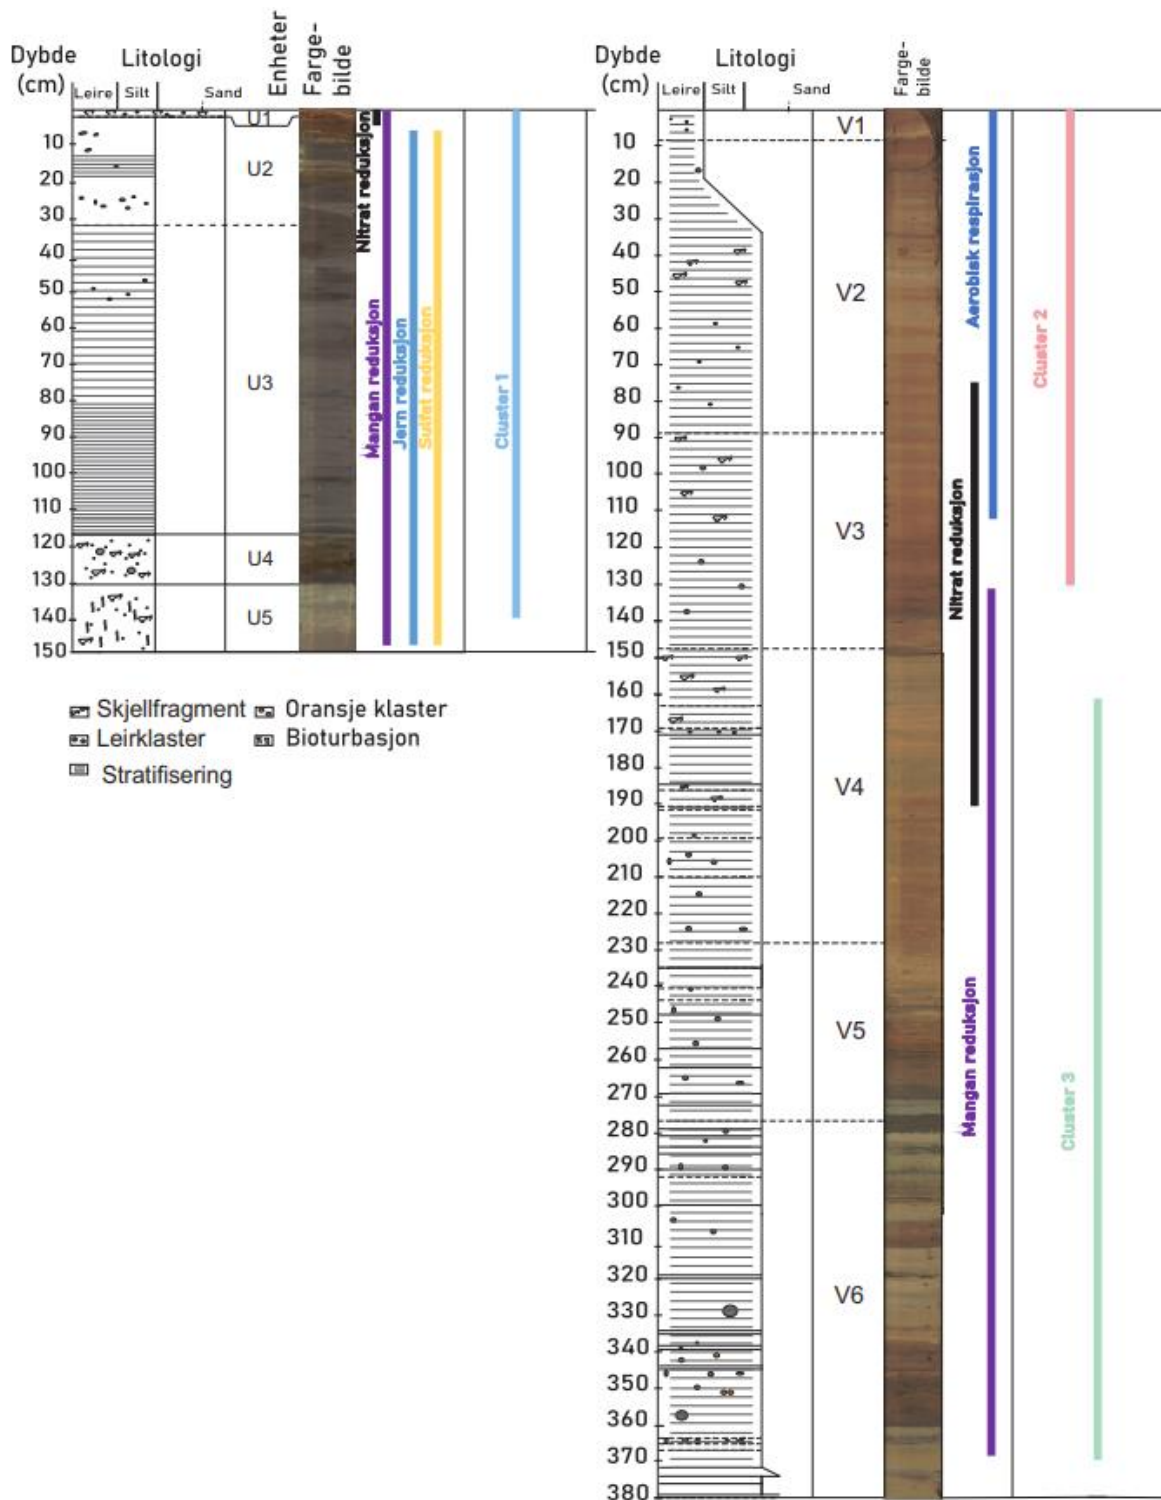 Dybde
(cm)
Litologi
Leire
Silt
Sand
Enheter
Farge-
bilde
10
20
30
40
50
60
70
80
90
100
110
120
130
140
150
U1
U2
U3
U4
U5
Nitrat reduksjon
Mangan reduksjon
Jern reduksjon
Sulfat reduksjon
Cluster 1
Skjellfragment
Oransje klaster
Leirklaster
Bioturbasjon
Stratifisering
Dybde
(cm)
Litologi
Leire
Silt
Sand
Farge-
bilde
10
20
30
40
50
60
70
80
90
100
110
120
130
140
150
160
170
180
190
200
210
220
230
240
250
260
270
280
290
300
310
320
330
340
350
360
370
380
V1
V2
V3
V4
V5
V6
Aerobisk respirasjon
Nitrat reduksjon
Mangan reduksjon
Cluster 2
Cluster 3